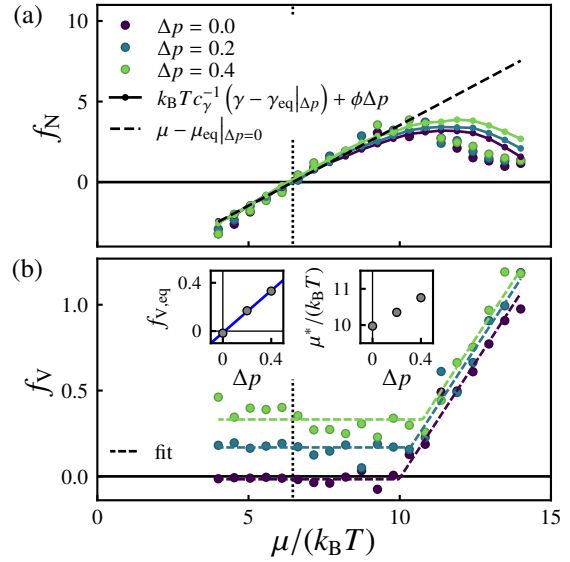 (a)
10
5
0
f_N
Δp = 0.0
Δp = 0.2
Δp = 0.4
k_B T c_γ^{-1} (γ − γ_eq|_{Δp}) + ϕΔp
μ − μ_eq|_{Δp=0}
(b)
1.0
0.5
0.0
f_V
0.4
0
f_{V,eq}
0.0
0.4
Δp
11
10
μ*/(k_B T)
0.0
0.4
Δp
fit
0
5
10
15
μ/(k_B T)